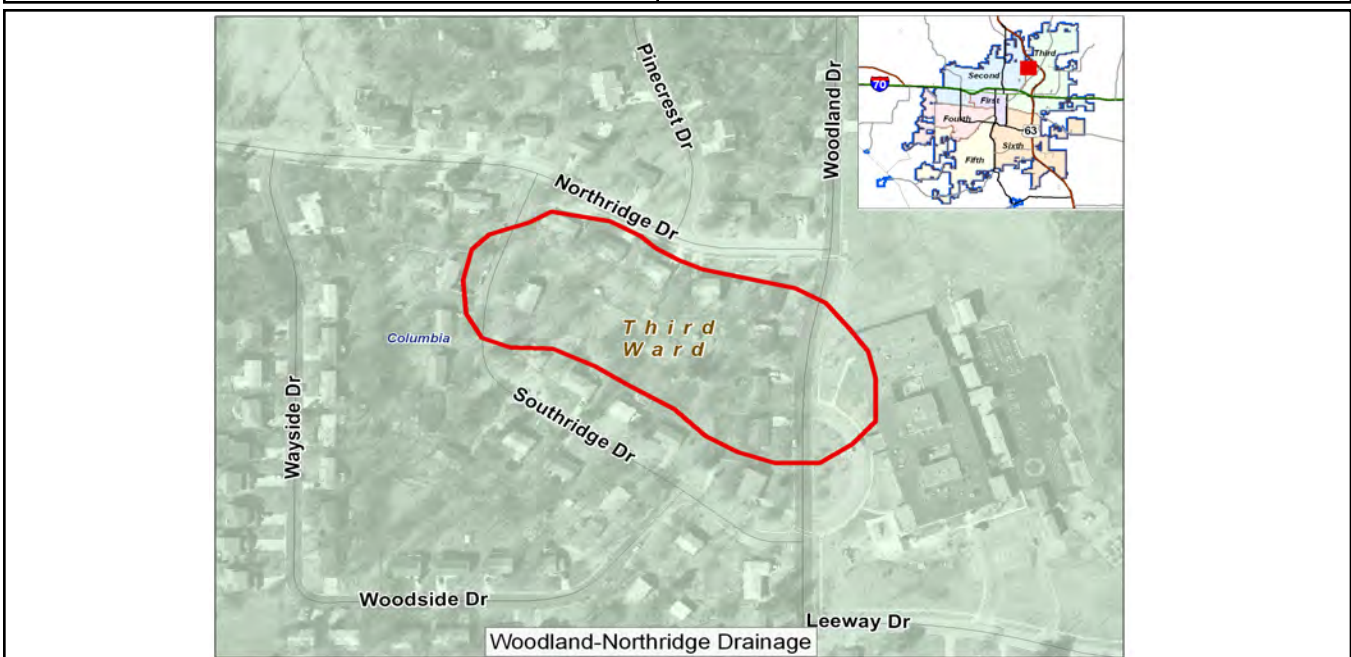 Pinecrest Dr
Woodland Dr
Third
Second
70
First
Fourth
63
Sixth
Fifth
Northridge Dr
Third
Ward
Columbia
Wayside Dr
Southridge Dr
Woodside Dr
Leeway Dr
Woodland-Northridge Drainage